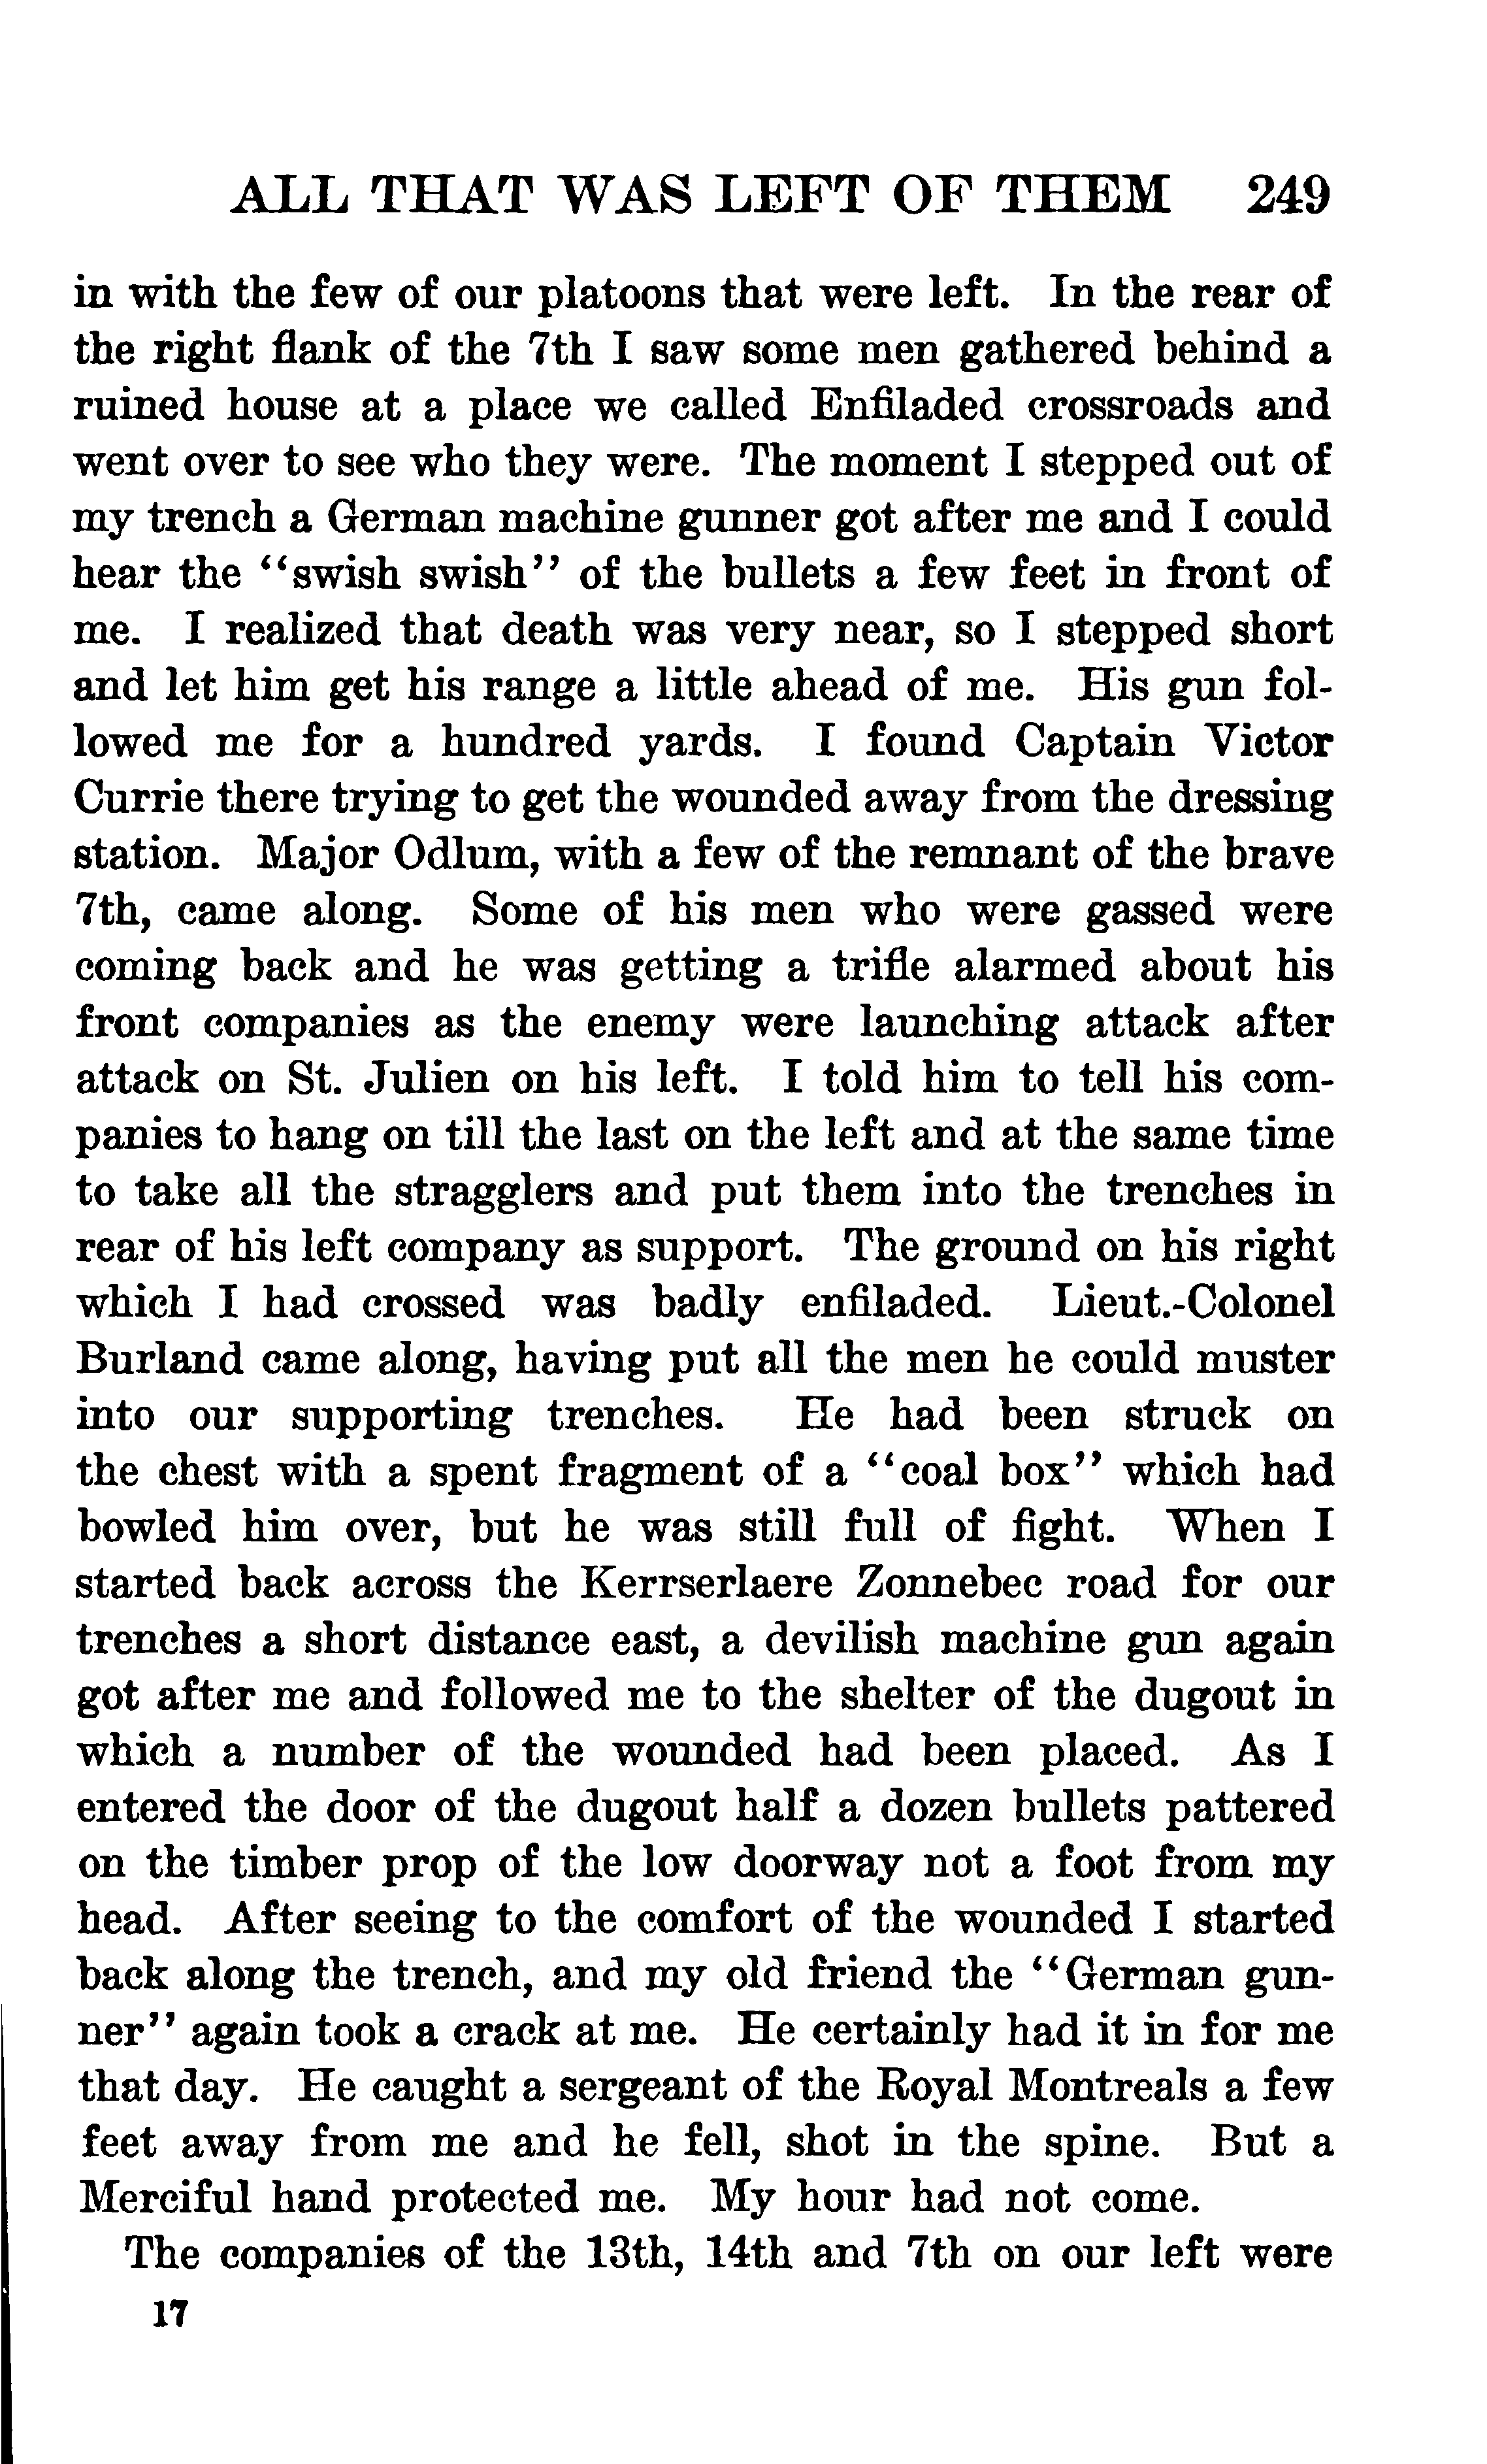 ALL THAT WAS LEFT OF THEM 249
in with the few of our platoons that were left. In the rear of
the right flank of the 7th I saw some men gathered behind a
ruined house at a place we called Enfiladed crossroads and
went over to see who they were. The moment I stepped out of
my trench a German machine gunner got after me and I could
hear the "swish swish" of the bullets a few feet in front of
me. I realized that death was very near, so I stepped short
and let him get his range a little ahead of me. His gun fol-
lowed me for a hundred yards. I found Captain Victor
Currie there trying to get the wounded away from the dressing
station. Major Odlum, with a few of the remnant of the brave
7th, came along. Some of his men who were gassed were
coming back and he was getting a trifle alarmed about his
front companies as the enemy were launching attack after
attack on St. Julien on his left. I told him to tell his com-
panies to hang on till the last on the left and at the same time
to take all the stragglers and put them into the trenches in
rear of his left company as support. The ground on his right
which I had crossed was badly enfiladed. Lieut.-Colonel
Burland came along, having put all the men he could muster
into our supporting trenches. He had been struck on
the chest with a spent fragment of a "coal box" which had
bowled him over, but he was still full of fight. When I
started back across the Kerrserlaere Zonnebec road for our
trenches a short distance east, a devilish machine gun again
got after me and followed me to the shelter of the dugout in
which a number of the wounded had been placed. As I
entered the door of the dugout half a dozen bullets pattered
on the timber prop of the low doorway not a foot from my
head. After seeing to the comfort of the wounded I started
back along the trench, and my old friend the "German gun-
ner" again took a crack at me. He certainly had it in for me
that day. He caught a sergeant of the Royal Montreals a few
feet away from me and he fell, shot in the spine. But a
Merciful hand protected me. My hour had not come.
The companies of the 13th, 14th and 7th on our left were
17